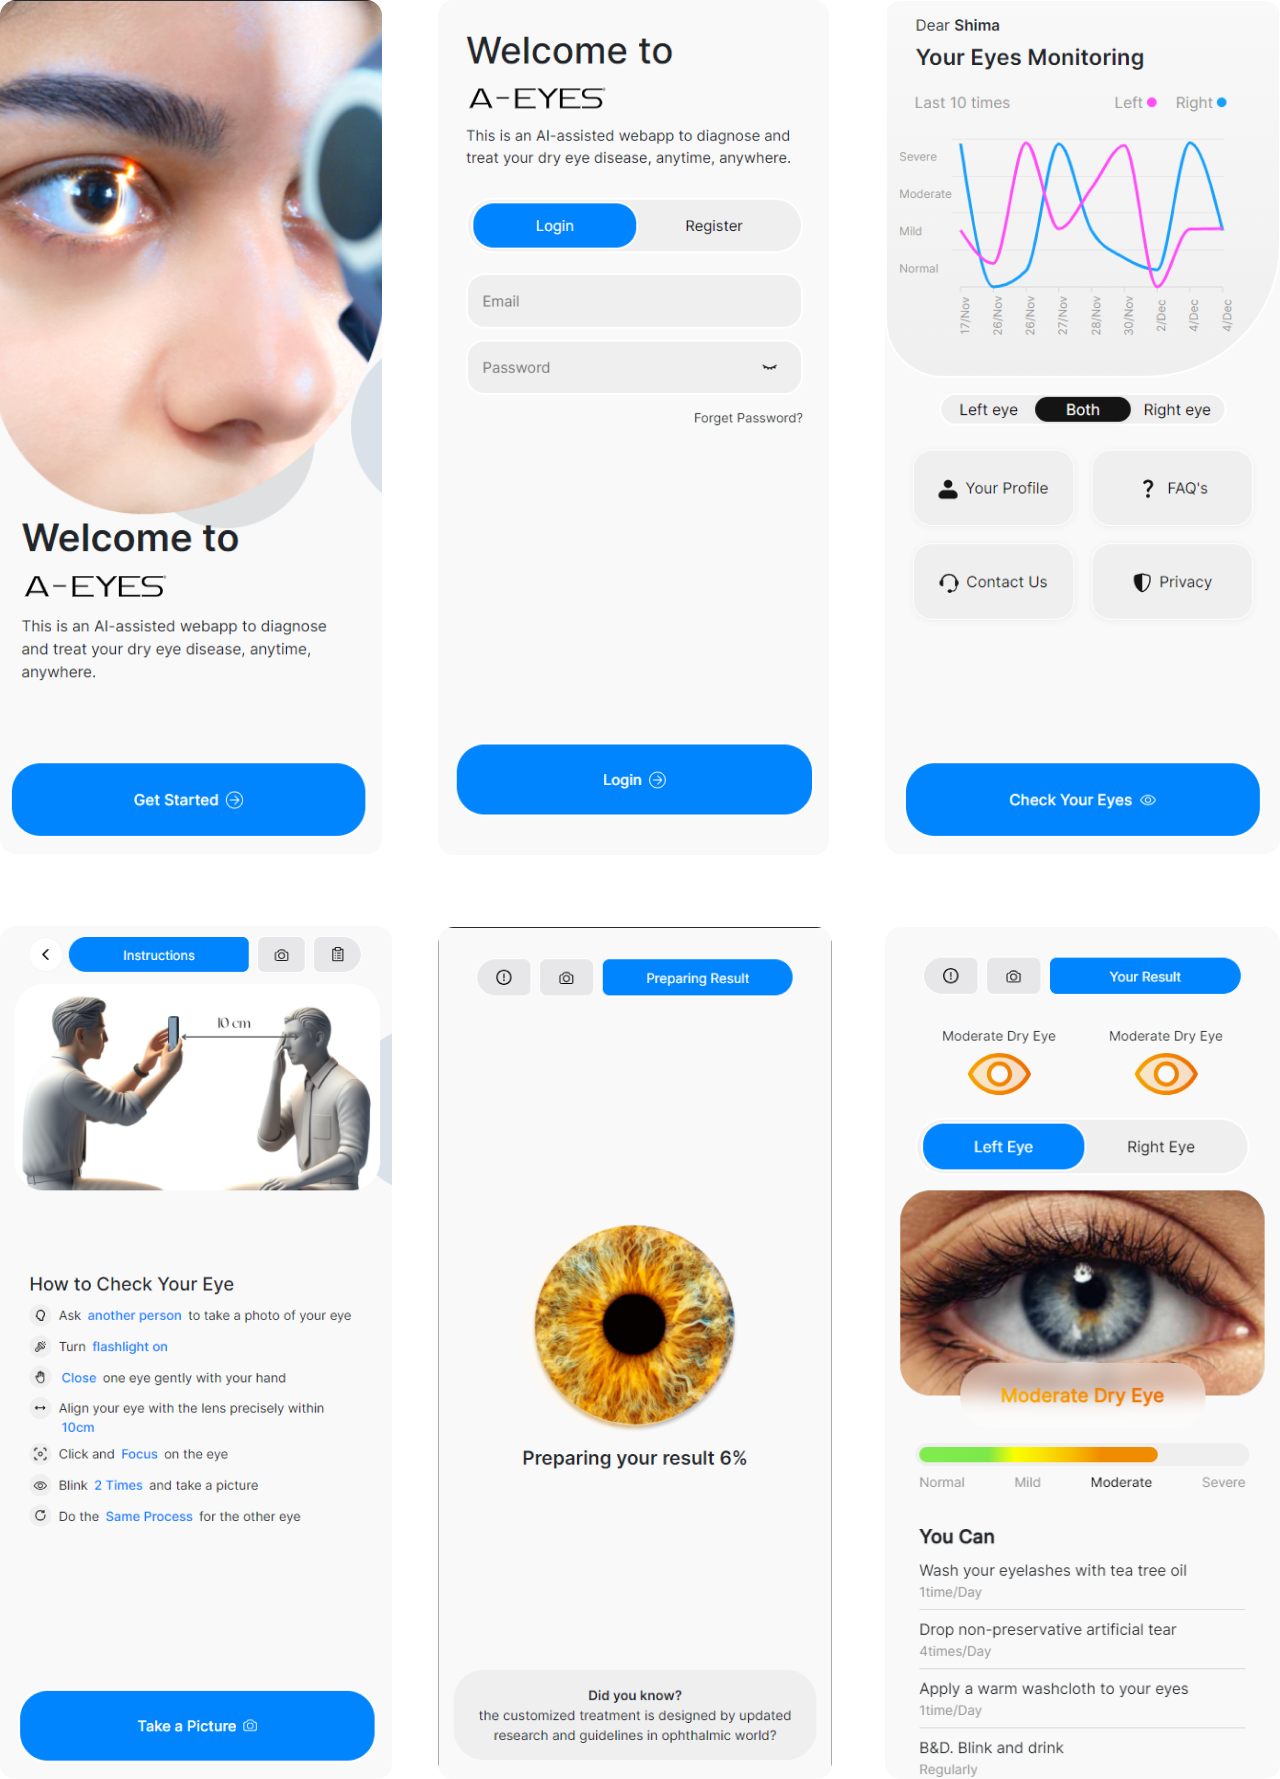 Welcome to
A-EYES
This is an AI-assisted webapp to diagnose
and treat your dry eye disease, anytime,
anywhere.
Get Started
Welcome to
A-EYES
This is an AI-assisted webapp to diagnose and
treat your dry eye disease, anytime, anywhere.
Login Register
Email
Password
Forget Password?
Login
Dear Shima
Your Eyes Monitoring
Last 10 times Left Right
Severe
Moderate
Mild
Normal
17/Nov 26/Nov 26/Nov 27/Nov 28/Nov 30/Nov 2/Dec 4/Dec 4/Dec
Left eye Both Right eye
Your Profile FAQ's
Contact Us Privacy
Check Your Eyes
Instructions
10 cm
How to Check Your Eye
Ask another person to take a photo of your eye
Turn flashlight on
Close one eye gently with your hand
Align your eye with the lens precisely within
10cm
Click and Focus on the eye
Blink 2 Times and take a picture
Do the Same Process for the other eye
Take a Picture
Preparing Result
Preparing your result 6%
Did you know?
the customized treatment is designed by updated
research and guidelines in ophthalmic world?
Your Result
Moderate Dry Eye Moderate Dry Eye
Left Eye Right Eye
Moderate Dry Eye
Normal Mild Moderate Severe
You Can
Wash your eyelashes with tea tree oil
1time/Day
Drop non-preservative artificial tear
4times/Day
Apply a warm washcloth to your eyes
1time/Day
B&D. Blink and drink
Regularly